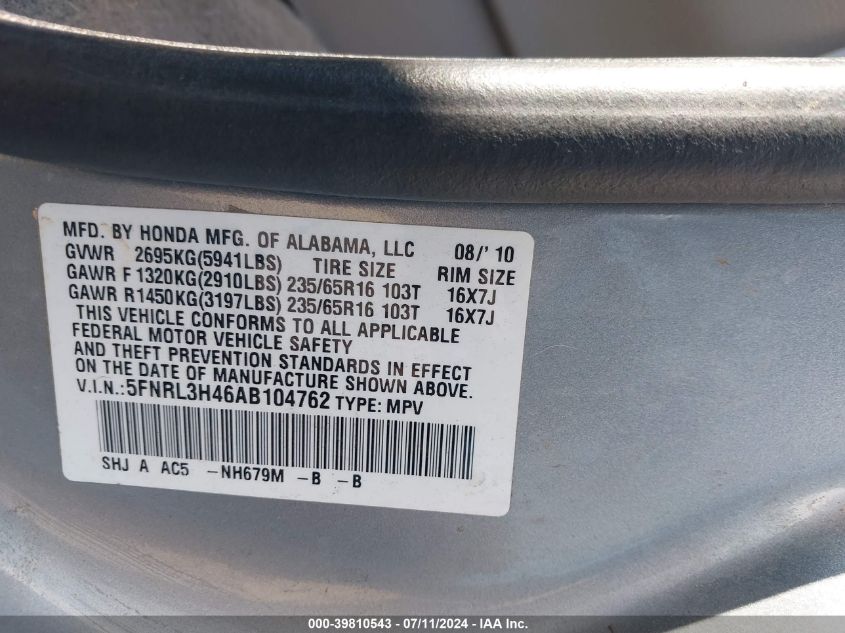 MFD. BY HONDA MFG. OF ALABAMA, LLC 08/' 10
GVWR 2695KG(5941LBS) TIRE SIZE RIM SIZE
GAWR F1320KG(2910LBS) 235/65R16 103T 16X7J
GAWR R1450KG(3197LBS) 235/65R16 103T 16X7J
THIS VEHICLE CONFORMS TO ALL APPLICABLE
FEDERAL MOTOR VEHICLE SAFETY
AND THEFT PREVENTION STANDARDS IN EFFECT
ON THE DATE OF MANUFACTURE SHOWN ABOVE.
V.I.N.:5FNRL3H46AB104762 TYPE: MPV
SHJ A AC5 -NH679M -B -B
000-39810543 - 07/11/2024 - IAA Inc.